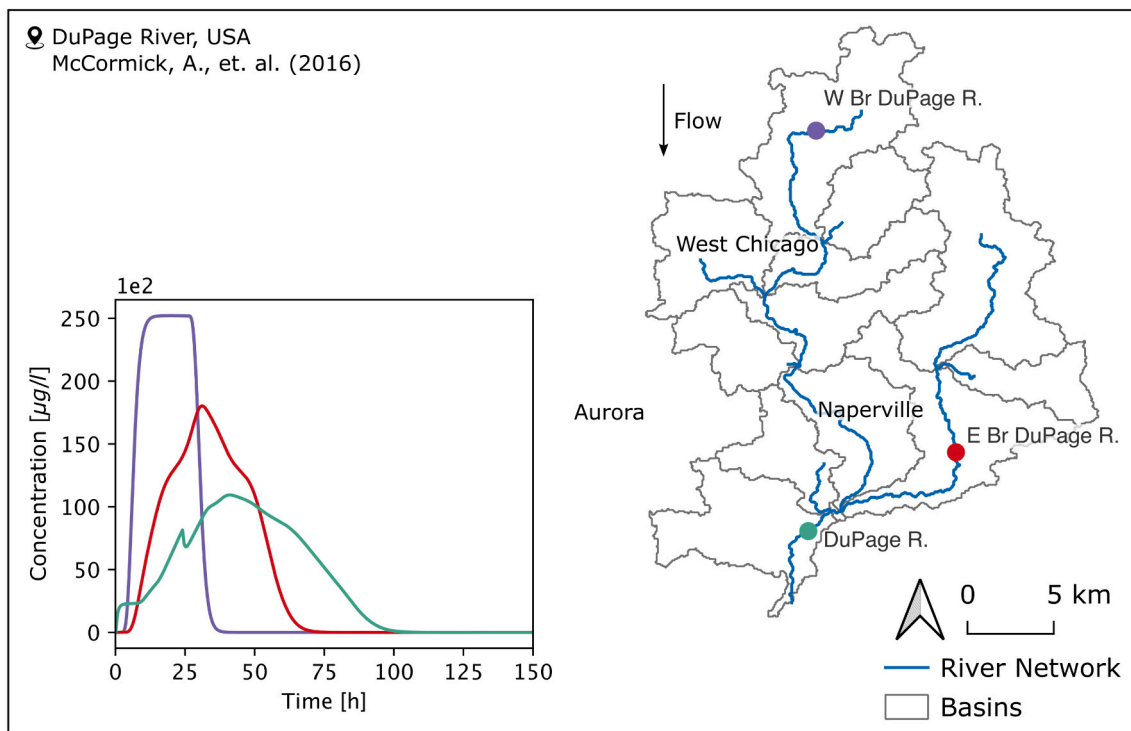 DuPage River, USA
McCormick, A., et. al. (2016)
Flow
W Br DuPage R.
West Chicago
Aurora
Naperville
E Br DuPage R.
DuPage R.
1e2
250
200
150
100
50
0
Concentration [µg/l]
0 25 50 75 100 125 150
Time [h]
0 5 km
River Network
Basins